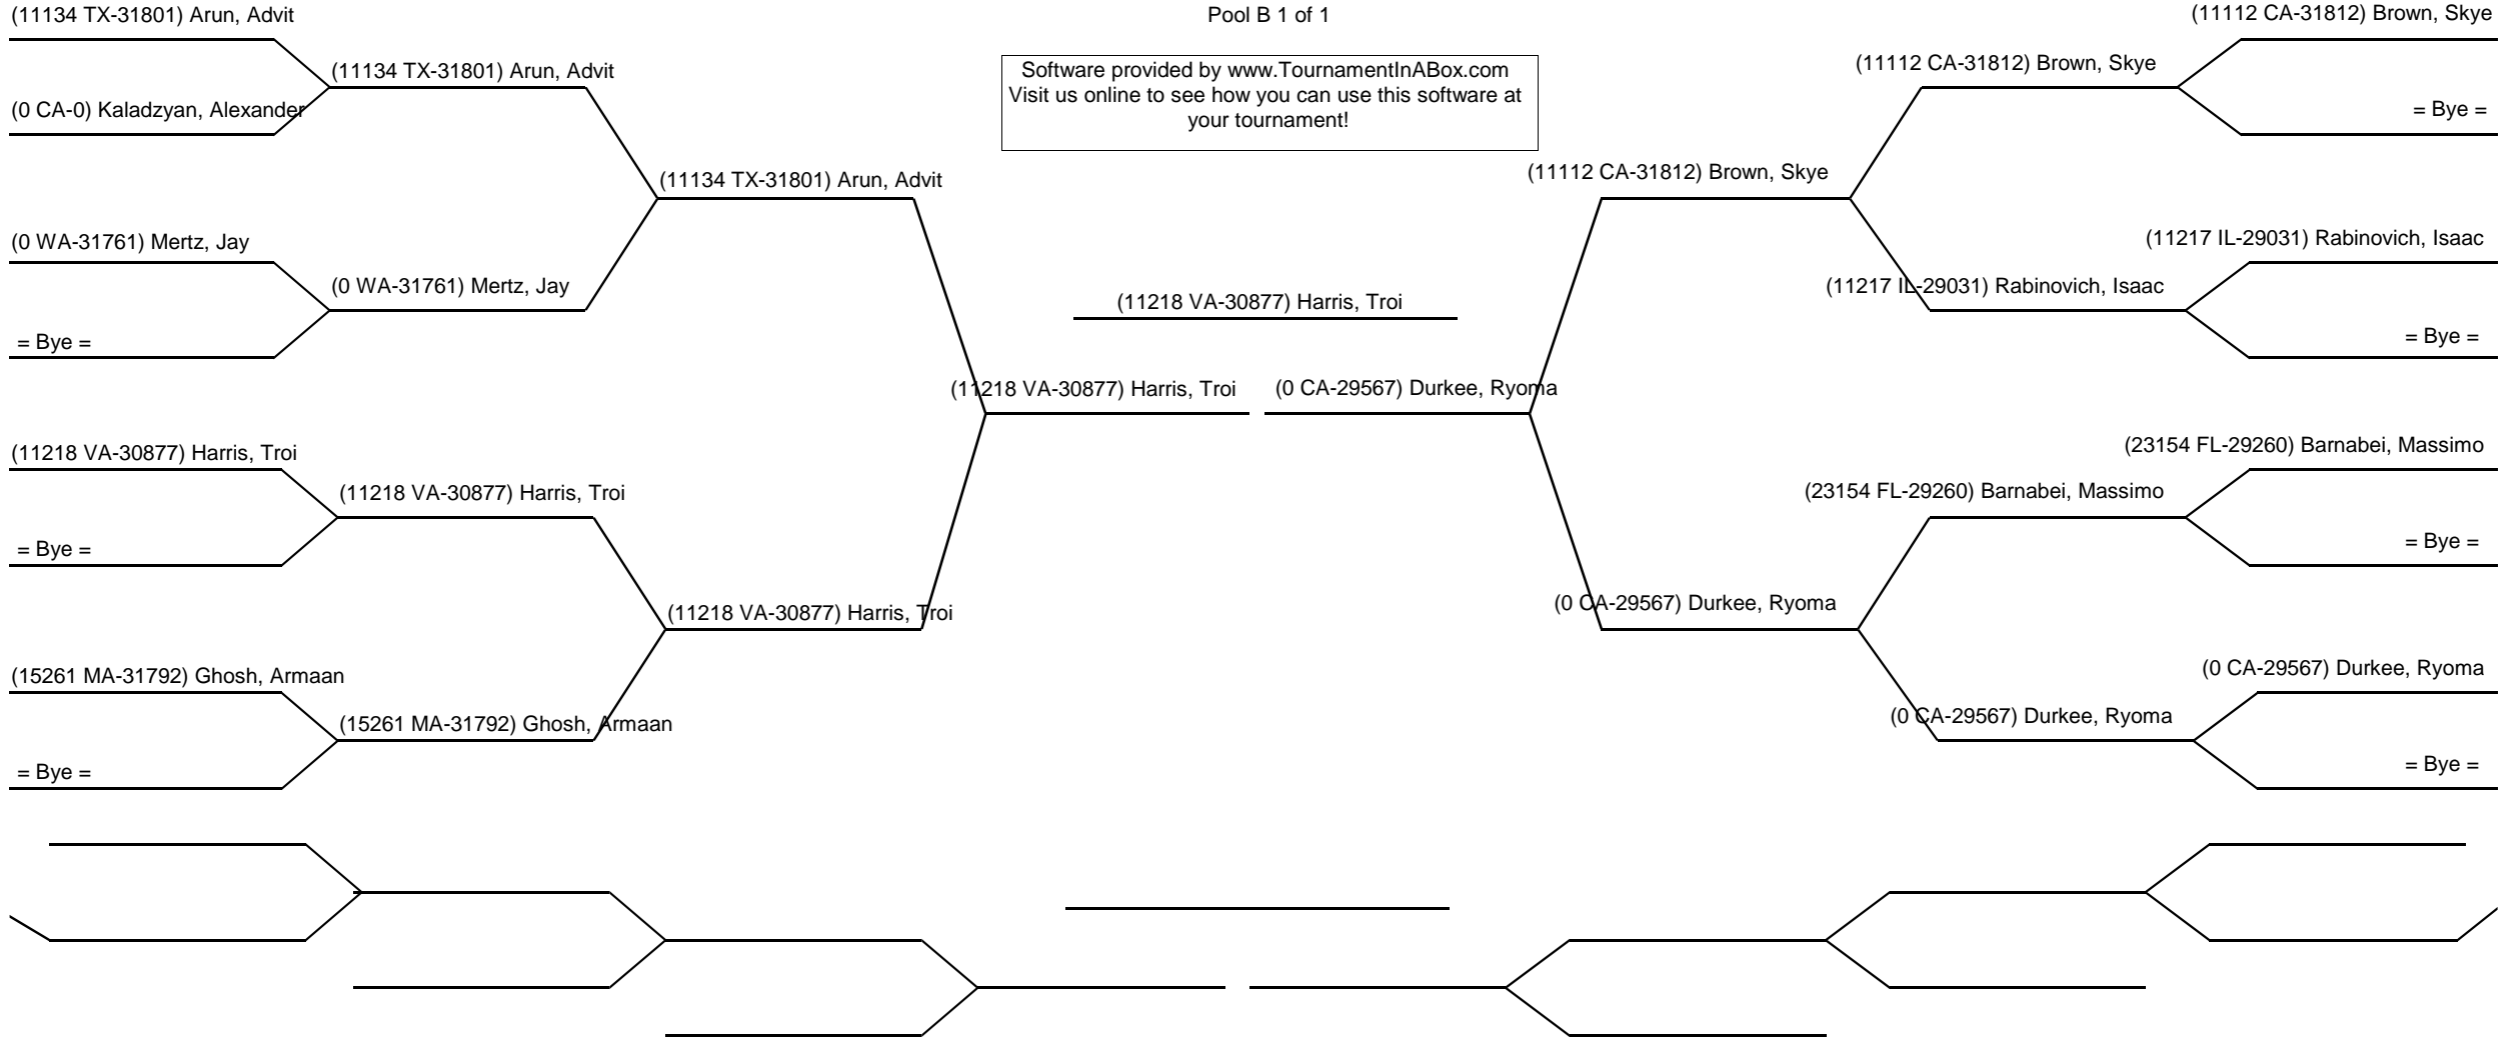 (11134 TX-31801) Arun, Advit
(0 CA-0) Kaladzyan, Alexander
(0 WA-31761) Mertz, Jay
= Bye =
(11218 VA-30877) Harris, Troi
= Bye =
(15261 MA-31792) Ghosh, Armaan
= Bye =
(11134 TX-31801) Arun, Advit
(0 WA-31761) Mertz, Jay
(11218 VA-30877) Harris, Troi
(15261 MA-31792) Ghosh, Armaan
(11134 TX-31801) Arun, Advit
(11218 VA-30877) Harris, Troi
(11218 VA-30877) Harris, Troi
Pool B 1 of 1
Software provided by www.TournamentInABox.com
Visit us online to see how you can use this software at
your tournament!
(11218 VA-30877) Harris, Troi
(0 CA-29567) Durkee, Ryoma
(11112 CA-31812) Brown, Skye
(0 CA-29567) Durkee, Ryoma
(11112 CA-31812) Brown, Skye
(11217 IL-29031) Rabinovich, Isaac
(23154 FL-29260) Barnabei, Massimo
(0 CA-29567) Durkee, Ryoma
(11112 CA-31812) Brown, Skye
= Bye =
(11217 IL-29031) Rabinovich, Isaac
= Bye =
(23154 FL-29260) Barnabei, Massimo
= Bye =
(0 CA-29567) Durkee, Ryoma
= Bye =